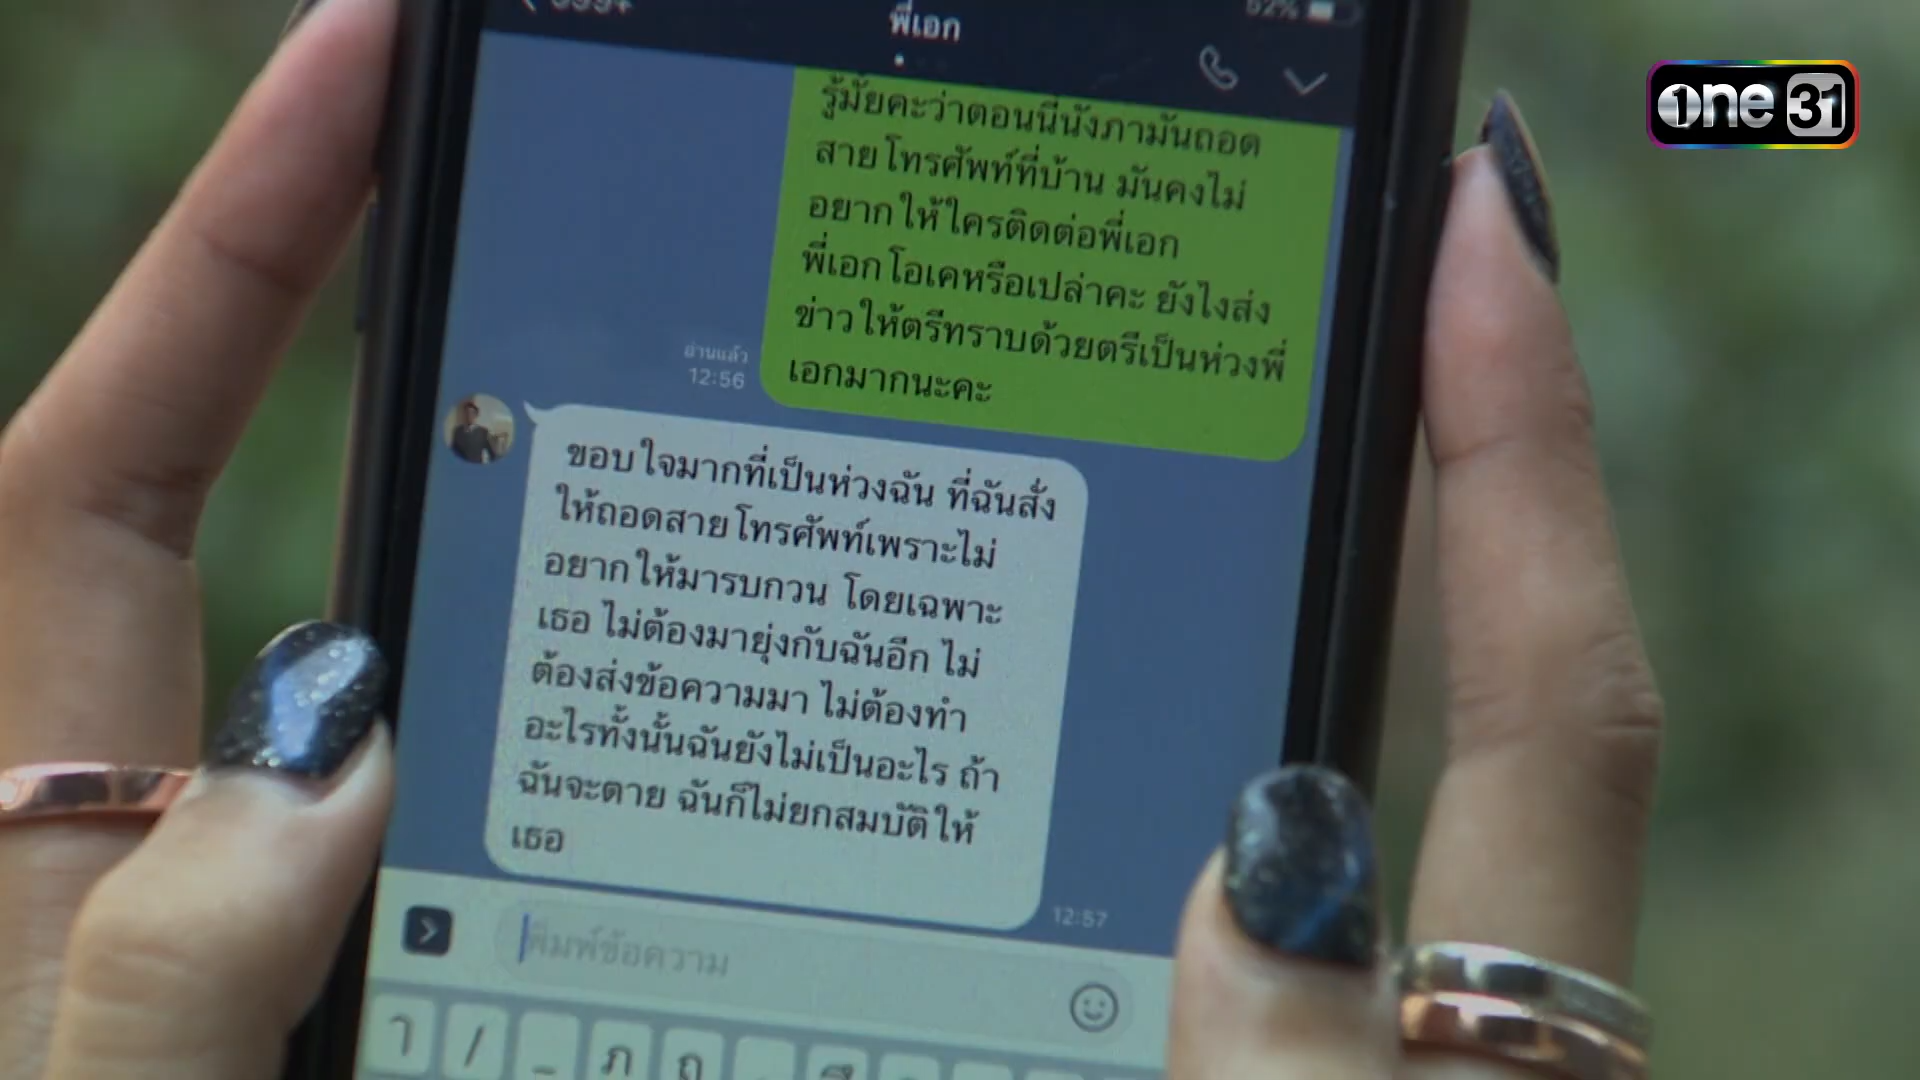 พี่เอก
52%
one 31
รู้มั้ยคะว่าตอนนี้นังภามันถอด
สายโทรศัพท์ที่บ้าน มันคงไม่
อยากให้ใครติดต่อพี่เอก
พี่เอกโอเคหรือเปล่าคะ ยังไงส่ง
ข่าวให้ตรีทราบด้วยตรีเป็นห่วงพี่
เอกมากนะคะ
อ่านแล้ว
12:56
ขอบใจมากที่เป็นห่วงฉัน ที่ฉันสั่ง
ให้ถอดสายโทรศัพท์เพราะไม่
อยากให้มารบกวน โดยเฉพาะ
เธอ ไม่ต้องมายุ่งกับฉันอีก ไม่
ต้องส่งข้อความมา ไม่ต้องทำ
อะไรทั้งนั้นฉันยังไม่เป็นอะไร ถ้า
ฉันจะตาย ฉันก็ไม่ยกสมบัติให้
เธอ
12:57
พิมพ์ข้อความ
ๅ / _ ภ ถ